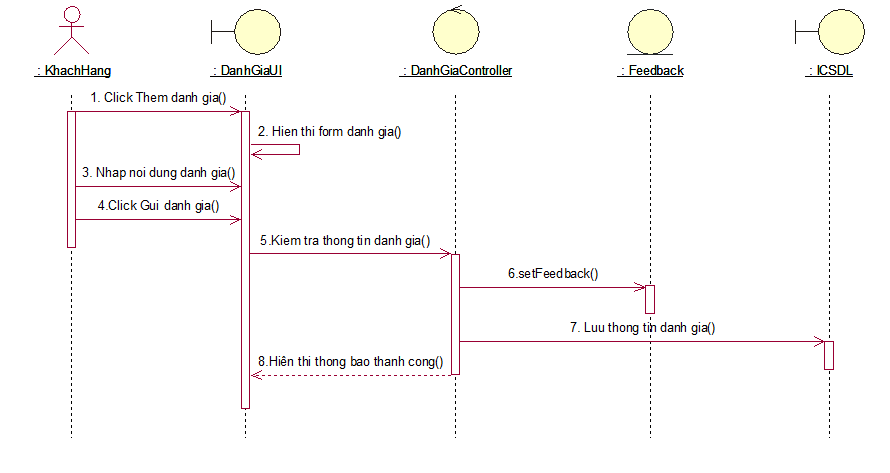 : KhachHang
: DanhGiaUI
: DanhGiaController
: Feedback
: ICSDL
1. Click Them danh gia()
2. Hien thi form danh gia()
3. Nhap noi dung danh gia()
4.Click Gui danh gia()
5.Kiem tra thong tin danh gia()
6.setFeedback()
7. Luu thong tin danh gia()
8.Hiên thi thong bao thanh cong()